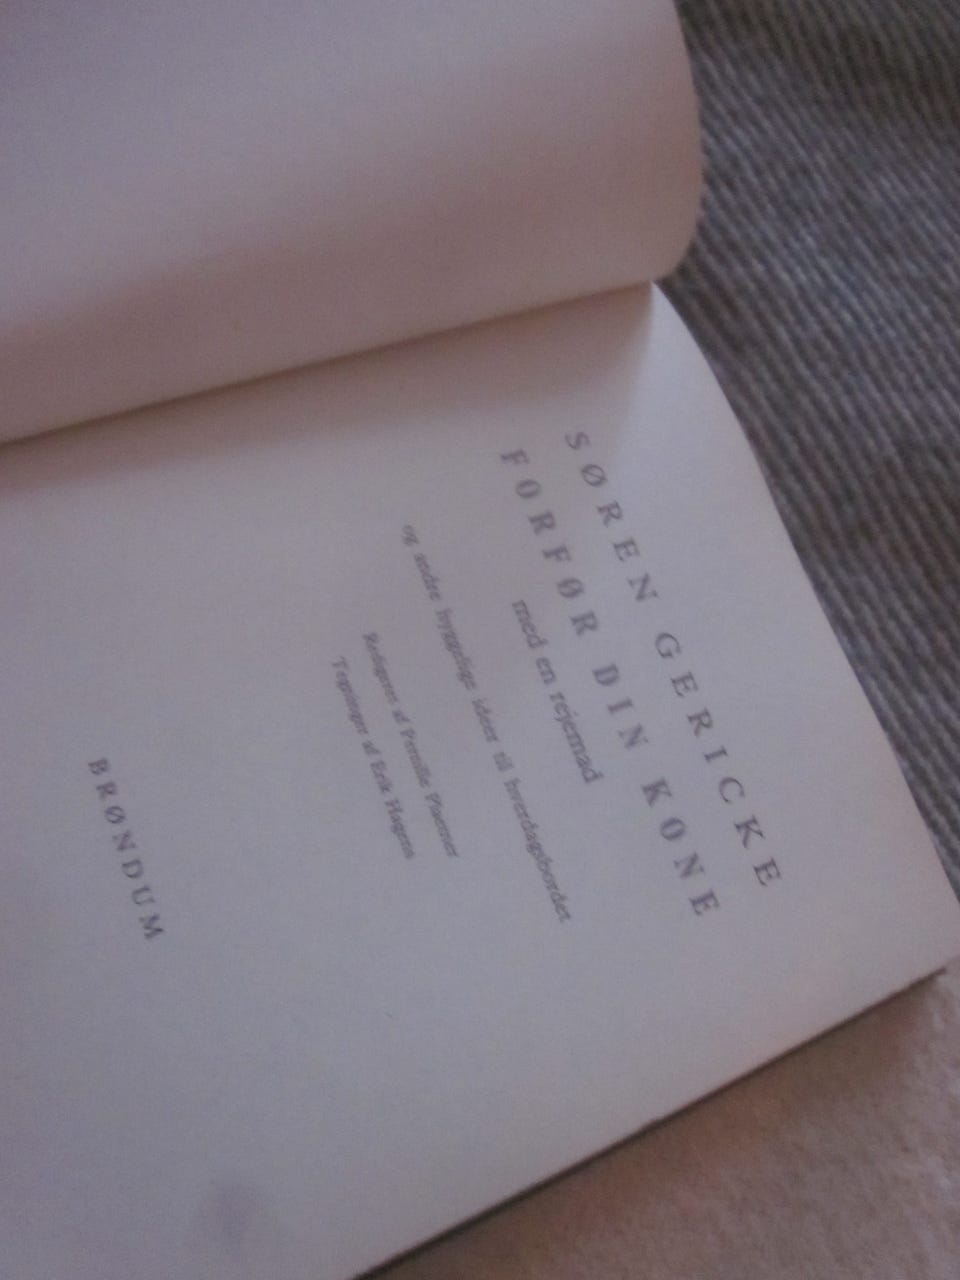 SØREN GERICKE
FORFØR DIN KONE
med en rejemad
og andre hyggelige ideer til hverdagsbordet
Redigeret af Pernille Plaetner
Tegninger af Erik Hagens
BRØNDUM